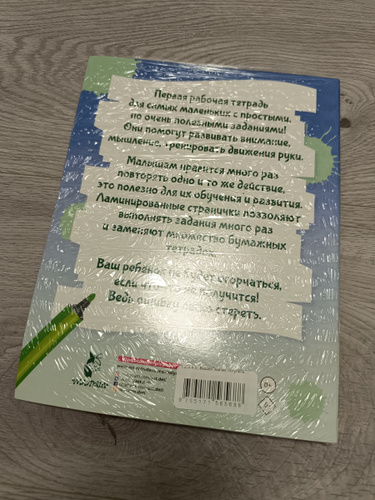 Первая рабочая тетрадь
для самых маленьких с простыми,
но очень полезными заданиями!
Они помогут развивать внимание,
мышление, тренировать движения руки.
Малышам нравится много раз
повторять одно и то же действие,
это полезно для их обучения и развития.
Ламинированные странички позволяют
выполнять задания много раз
и заменяют множество бумажных
тетрадок.
Ваш ребенок не будет огорчаться,
если что-то не получится!
Ведь ошибку легко стереть.
0+